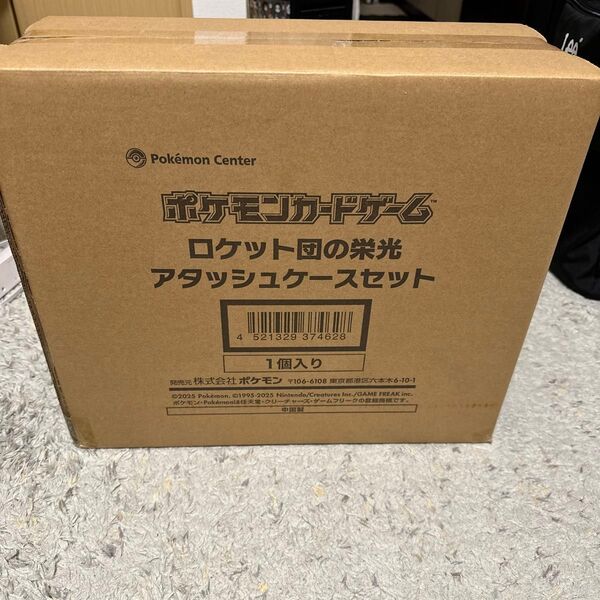 Lee
Pokémon Center
ポケモンカードゲーム™
ロケット団の栄光
アタッシュケースセット
4 521329 374628
1個入り
発売元 株式会社ポケモン 〒106-6108 東京都港区六本木6-10-1
©2025 Pokémon. ©1995-2025 Nintendo/Creatures Inc./GAME FREAK inc.
ポケモン・Pokémonは任天堂・クリーチャーズ・ゲームフリークの登録商標です。
中国製